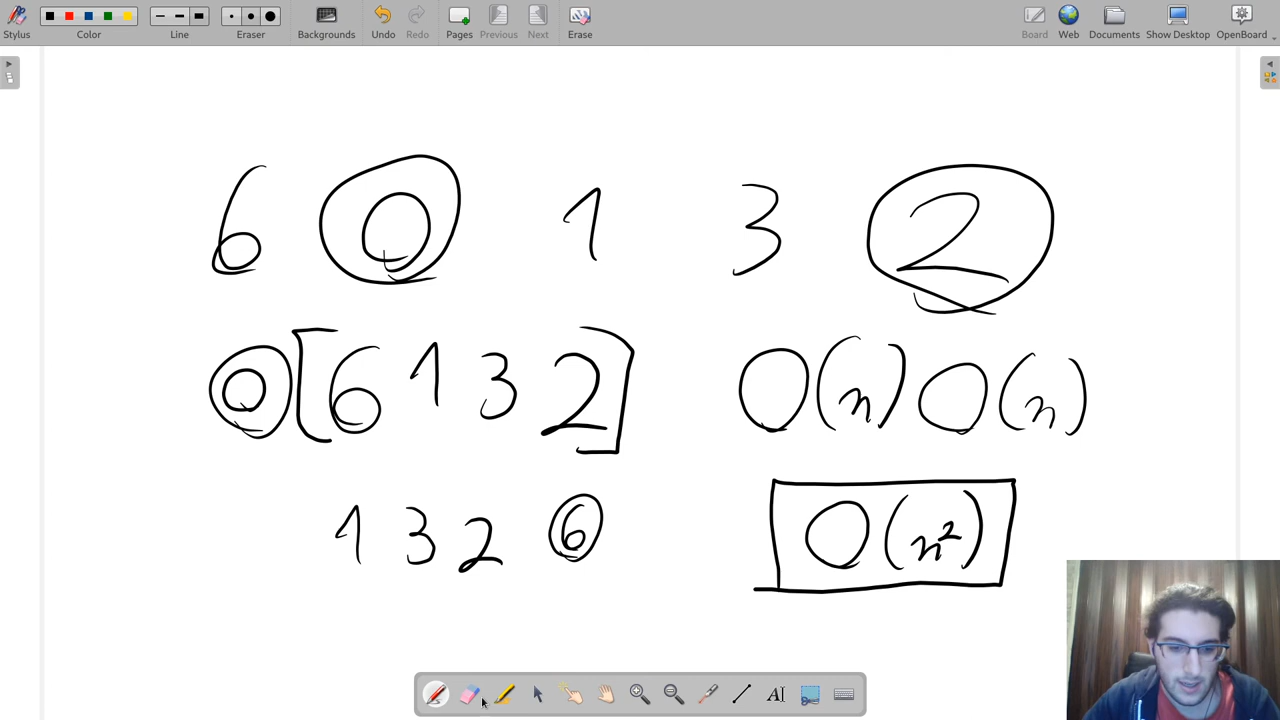 Stylus Color Line Eraser Backgrounds Undo Redo Pages Previous Next Erase Board Web Documents Show Desktop OpenBoard
6 0 1 3 2
0 [6 1 3 2] O(n) O(n)
1 3 2 6 O(n²)